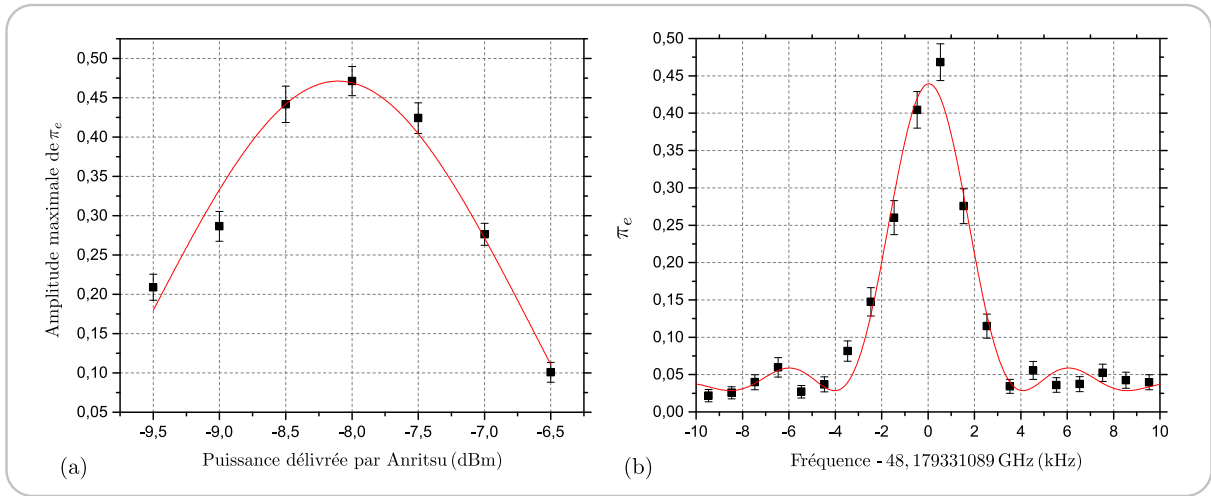 0,50
0,45
0,40
0,35
0,30
0,25
0,20
0,15
0,10
0,05
Amplitude maximale de πe
-9,5 -9,0 -8,5 -8,0 -7,5 -7,0 -6,5
Puissance délivrée par Anritsu (dBm)
(a)
0,50
0,45
0,40
0,35
0,30
0,25
0,20
0,15
0,10
0,05
0,00
πe
-10 -8 -6 -4 -2 0 2 4 6 8 10
Fréquence - 48, 179331089 GHz (kHz)
(b)